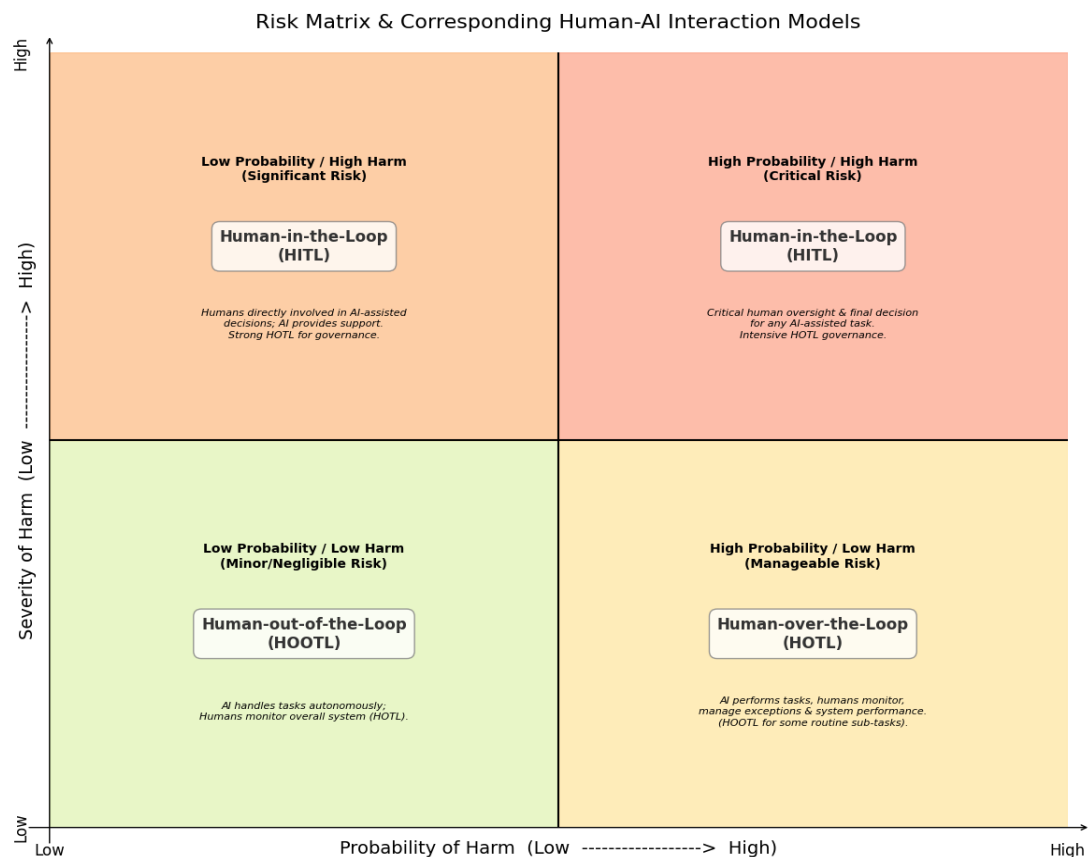 Risk Matrix & Corresponding Human-AI Interaction Models
High
Severity of Harm (Low ----------------> High)
Low
Low Probability / High Harm
(Significant Risk)
Human-in-the-Loop
(HITL)
Humans directly involved in AI-assisted
decisions; AI provides support.
Strong HOTL for governance.
High Probability / High Harm
(Critical Risk)
Human-in-the-Loop
(HITL)
Critical human oversight & final decision
for any AI-assisted task.
Intensive HOTL governance.
Low Probability / Low Harm
(Minor/Negligible Risk)
Human-out-of-the-Loop
(HOOTL)
AI handles tasks autonomously;
Humans monitor overall system (HOTL).
High Probability / Low Harm
(Manageable Risk)
Human-over-the-Loop
(HOTL)
AI performs tasks, humans monitor,
manage exceptions & system performance.
(HOOTL for some routine sub-tasks).
Low
Probability of Harm (Low ----------------> High)
High